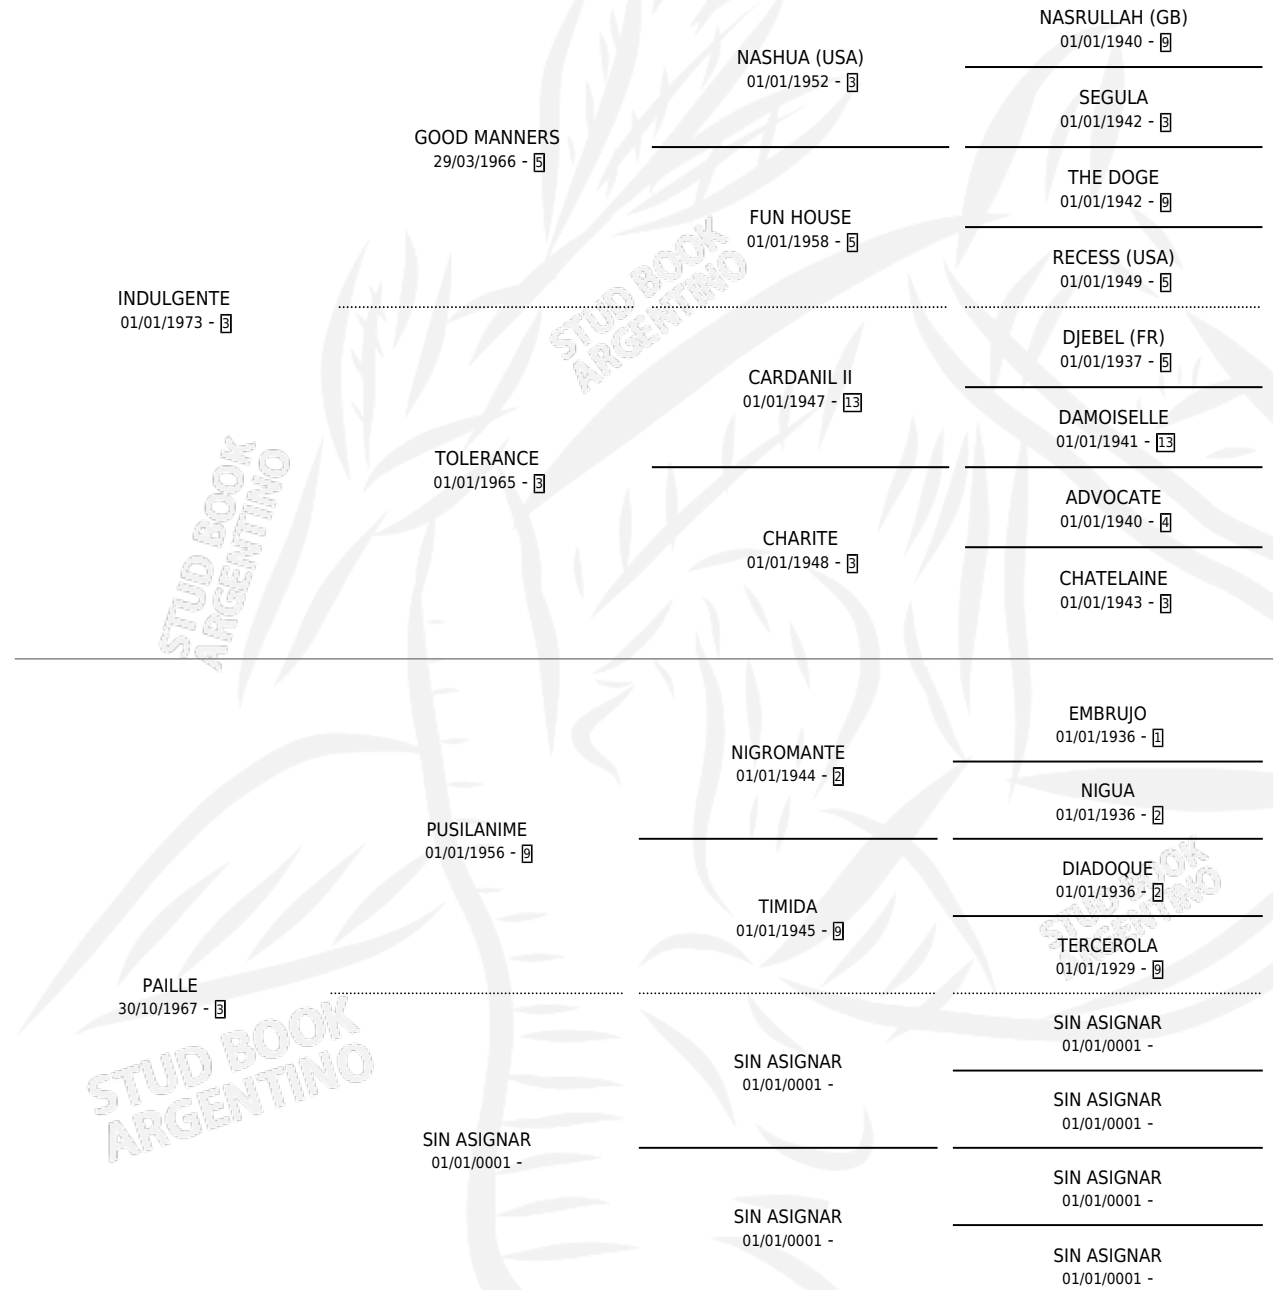 NASRULLAH (GB)
01/01/1940 - 9
NASHUA (USA)
01/01/1952 - 3
SEGULA
01/01/1942 - 3
GOOD MANNERS
29/03/1966 - 5
THE DOGE
01/01/1942 - 9
FUN HOUSE
01/01/1958 - 5
RECESS (USA)
01/01/1949 - 5
INDULGENTE
01/01/1973 - 3
DJEBEL (FR)
01/01/1937 - 5
CARDANIL II
01/01/1947 - 13
DAMOISELLE
01/01/1941 - 13
TOLERANCE
01/01/1965 - 3
ADVOCATE
01/01/1940 - 4
CHARITE
01/01/1948 - 3
CHATELAINE
01/01/1943 - 3
EMBRUJO
01/01/1936 - 1
NIGROMANTE
01/01/1944 - 2
NIGUA
01/01/1936 - 2
PUSILANIME
01/01/1956 - 9
DIADOQUE
01/01/1936 - 2
TIMIDA
01/01/1945 - 9
TERCEROLA
01/01/1929 - 9
PAILLE
30/10/1967 - 3
SIN ASIGNAR
01/01/0001 -
SIN ASIGNAR
01/01/0001 -
SIN ASIGNAR
01/01/0001 -
SIN ASIGNAR
01/01/0001 -
SIN ASIGNAR
01/01/0001 -
SIN ASIGNAR
01/01/0001 -
SIN ASIGNAR
01/01/0001 -
STUD BOOK
ARGENTINO
STUD BOOK
ARGENTINO
STUD BOOK
ARGENTINO
STUD BOOK
ARGENTINO